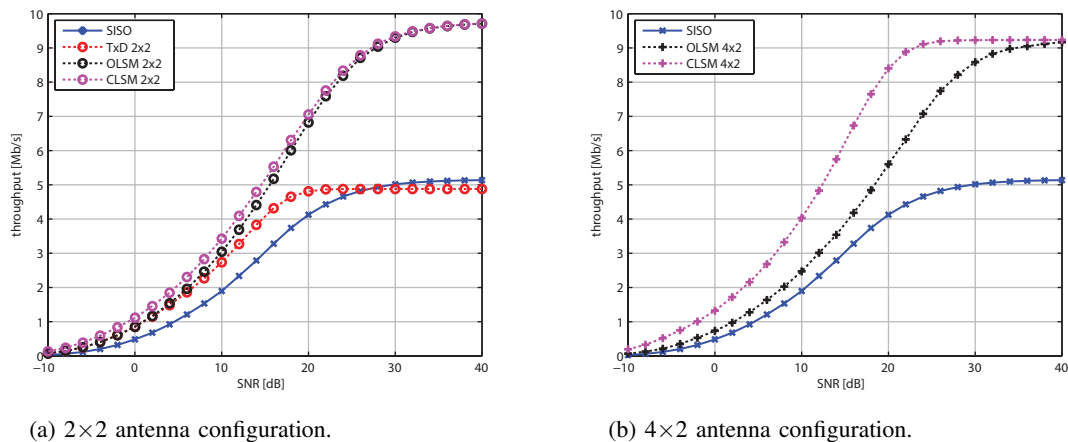 10
9
8
7
6
5
4
3
2
1
0
throughput [Mb/s]
SISO
TxD 2x2
OLSM 2x2
CLSM 2x2
−10 0 10 20 30 40
SNR [dB]
(a) 2×2 antenna configuration.
10
9
8
7
6
5
4
3
2
1
0
throughput [Mb/s]
SISO
OLSM 4x2
CLSM 4x2
−10 0 10 20 30 40
SNR [dB]
(b) 4×2 antenna configuration.